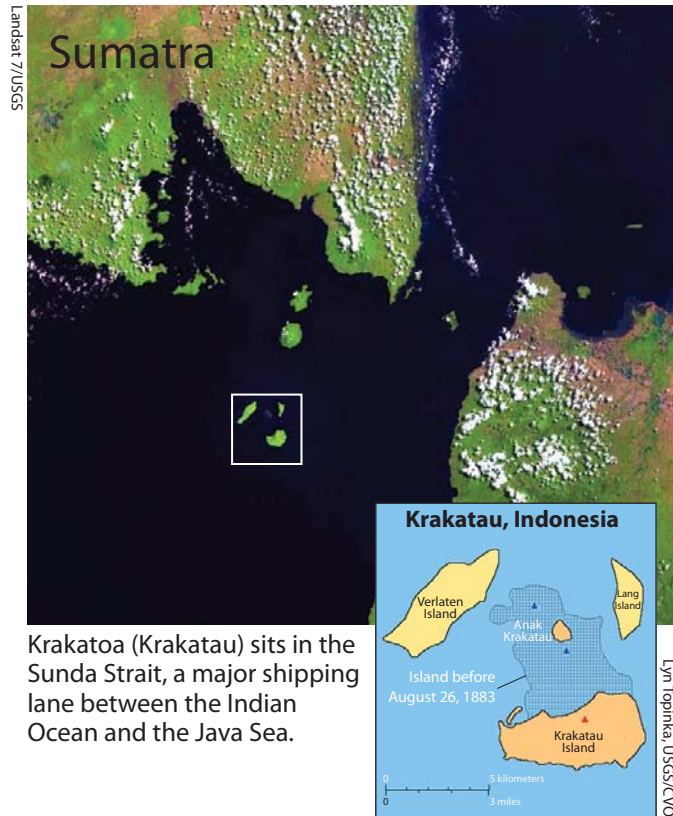 Landsat 7/USGS
Sumatra
Krakatau, Indonesia
Verlaten
Island
Lang
Island
Anak
Krakatau
Island before
August 26, 1883
Krakatau
Island
0
5 kilometers
0
3 miles
Krakatoa (Krakatau) sits in the
Sunda Strait, a major shipping
lane between the Indian
Ocean and the Java Sea.
Lyn Topinka, USGS/CVO